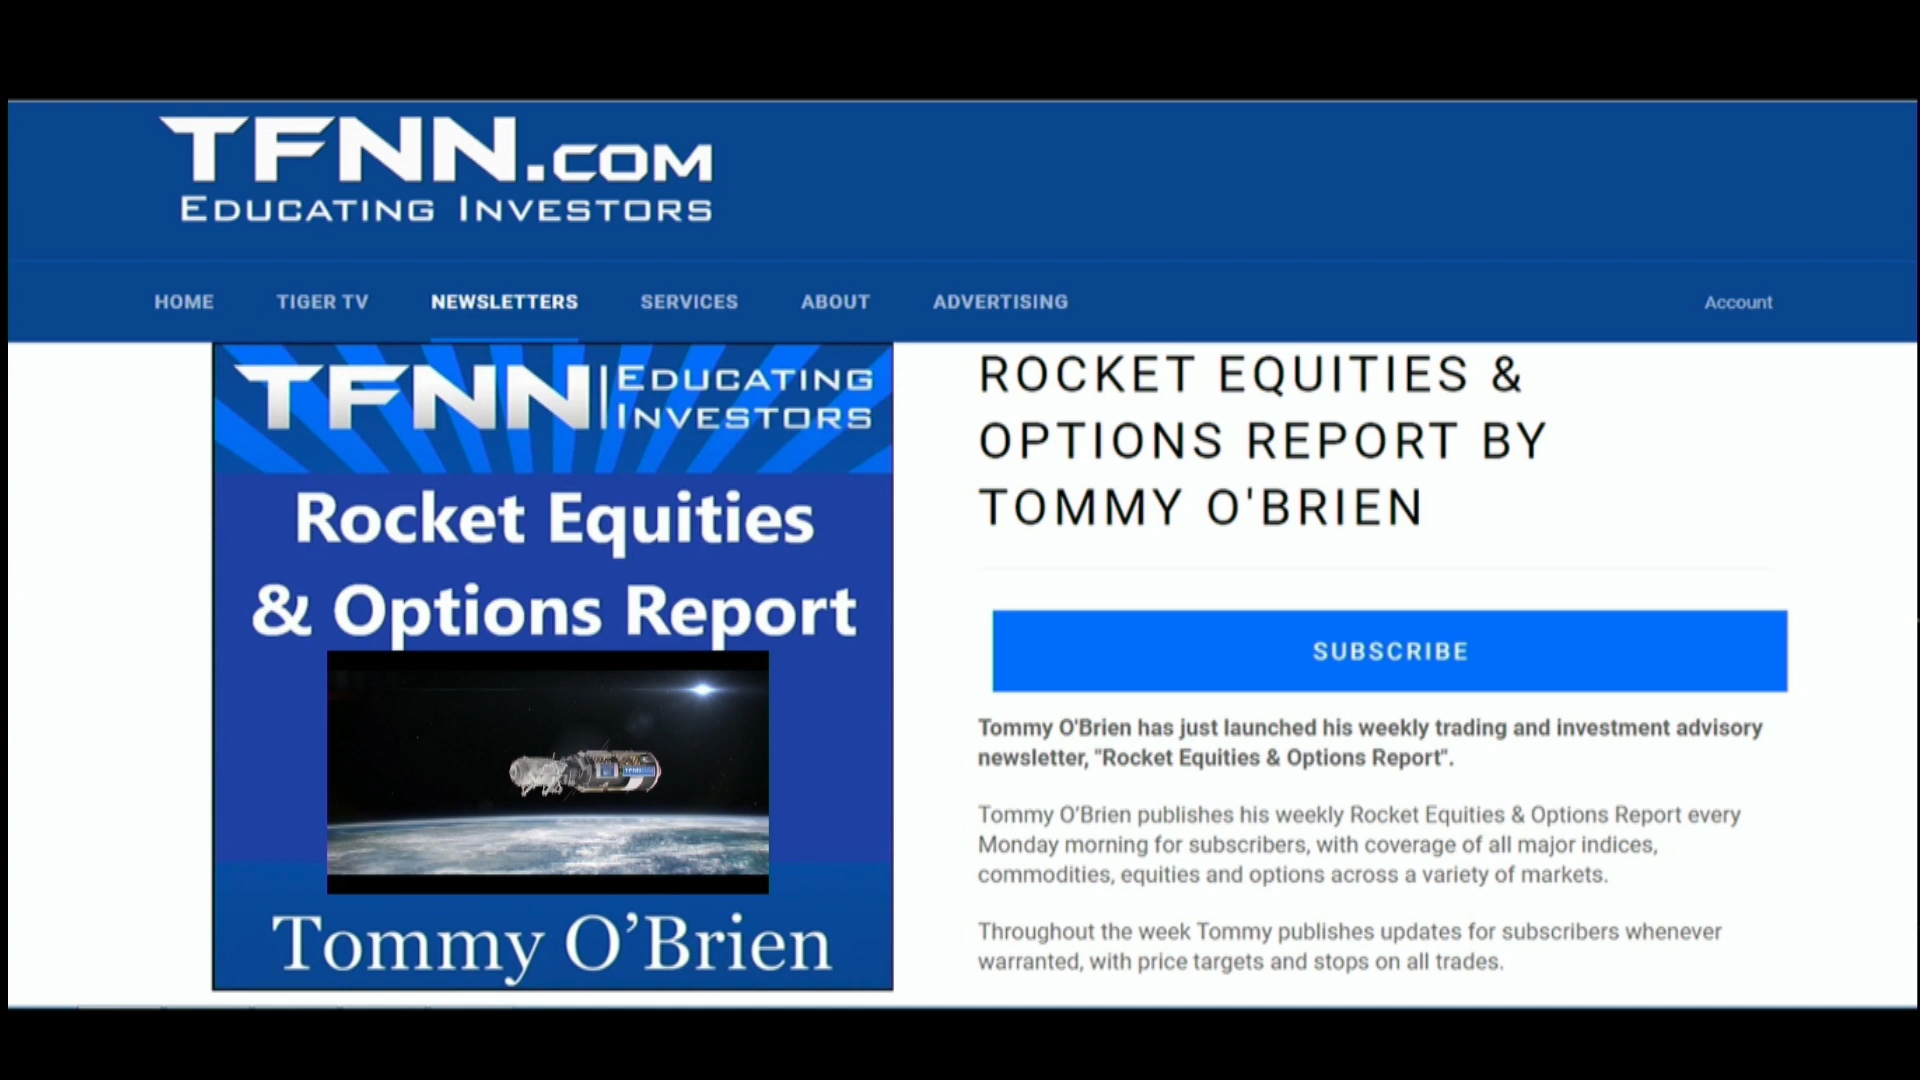 TFNN.COM
EDUCATING INVESTORS
HOME TIGER TV NEWSLETTERS SERVICES ABOUT ADVERTISING Account
TFNN EDUCATING
INVESTORS
Rocket Equities
& Options Report
TFNN
Tommy O’Brien
ROCKET EQUITIES &
OPTIONS REPORT BY
TOMMY O'BRIEN
SUBSCRIBE
Tommy O'Brien has just launched his weekly trading and investment advisory
newsletter, "Rocket Equities & Options Report".
Tommy O'Brien publishes his weekly Rocket Equities & Options Report every
Monday morning for subscribers, with coverage of all major indices,
commodities, equities and options across a variety of markets.
Throughout the week Tommy publishes updates for subscribers whenever
warranted, with price targets and stops on all trades.